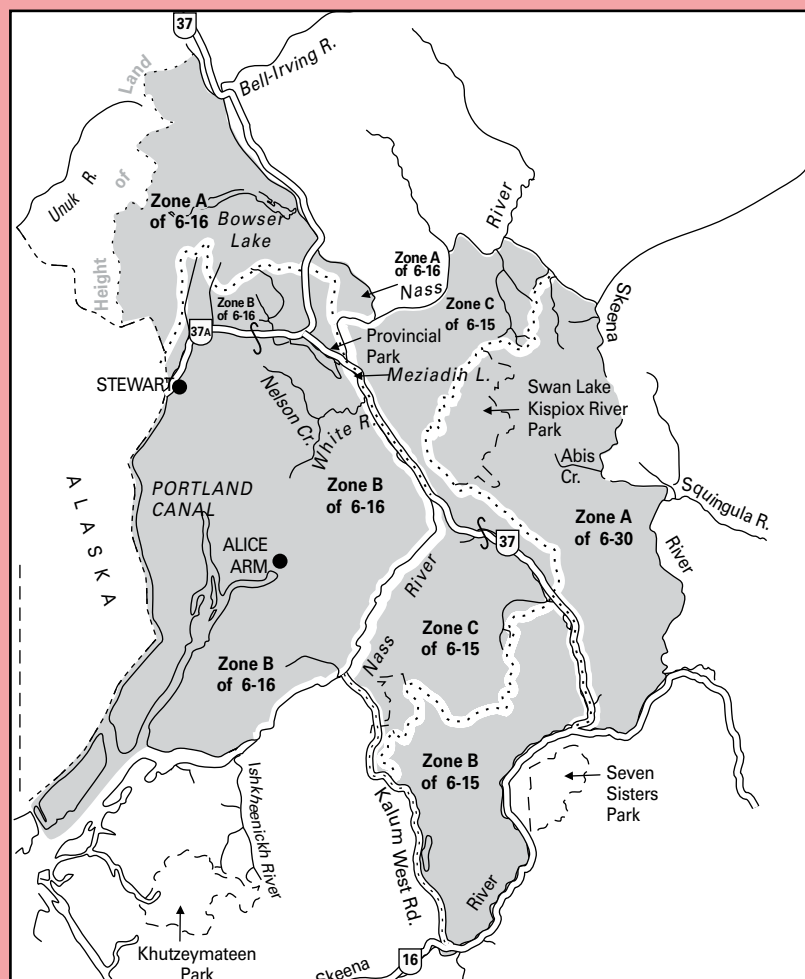 37
Bell-Irving R.
Land
of
Height
Unuk R.
Zone A
of 6-16
Bowser
Lake
River
Zone A
of 6-16
Nass
Zone C
of 6-15
Skeena
Zone B
of 6-16
37A
Provincial
Park
Meziadin L.
STEWART
Swan Lake
Kispiox River
Park
Nelson Cr.
White R.
Abis
Cr.
Squingula R.
ALASKA
PORTLAND
CANAL
Zone B
of 6-16
Zone A
of 6-30
ALICE
ARM
37
River
River
Nass
Zone C
of 6-15
Zone B
of 6-16
Zone B
of 6-15
Seven
Sisters
Park
Ishkheenickh River
Kalum West Rd.
River
Khutzeymateen
Park
Skeena
16